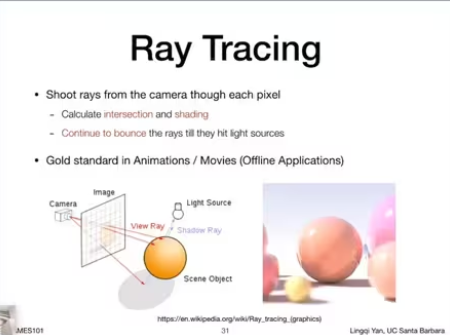 Ray Tracing
• Shoot rays from the camera though each pixel
- Calculate intersection and shading
- Continue to bounce the rays till they hit light sources
• Gold standard in Animations / Movies (Offline Applications)
Image
Camera
Light Source
View Ray
Shadow Ray
Scene Object
https://en.wikipedia.org/wiki/Ray_tracing_(graphics)
AMES101
31
Lingqi Yan, UC Santa Barbara